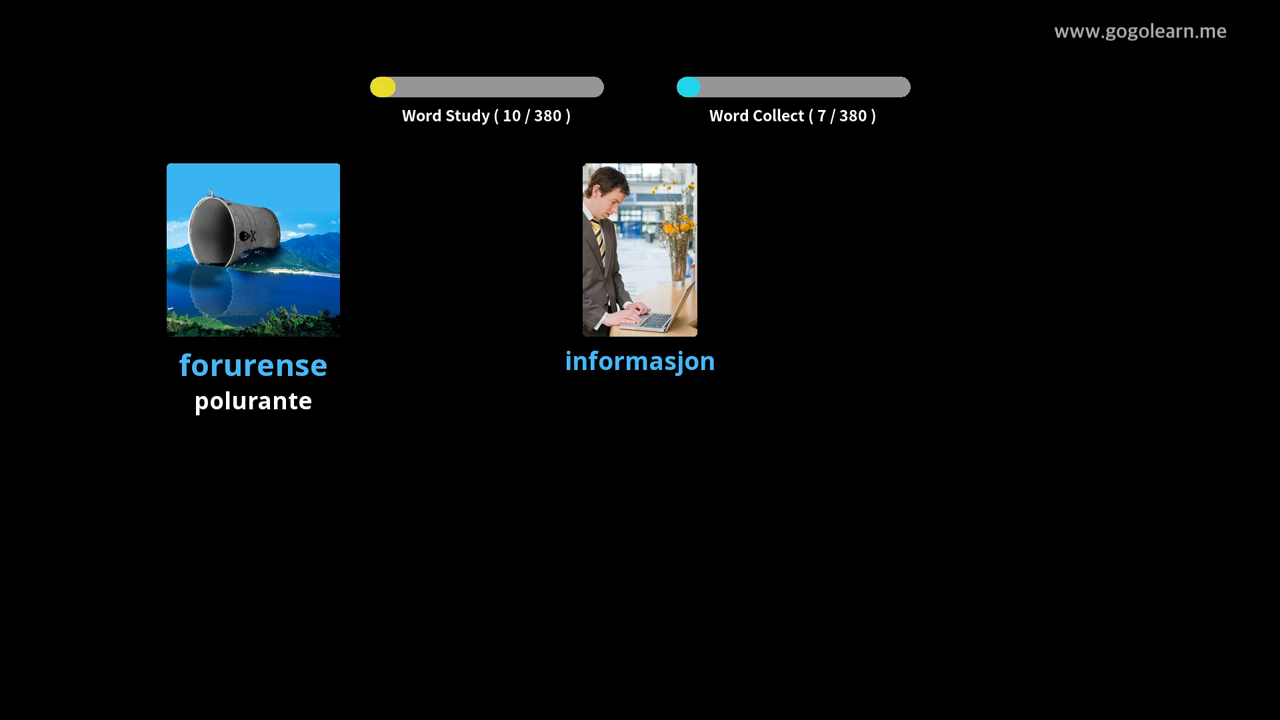 www.gogolearn.me
Word Study ( 10 / 380 )
Word Collect ( 7 / 380 )
forurense
polurante
informasjon